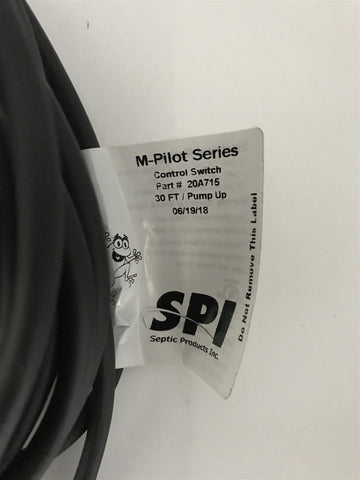 M-Pilot Series
Control Switch
Part # 20A715
30 FT / Pump Up
06/19/18
SPI
Septic Products Inc.
Do Not Remove This Label